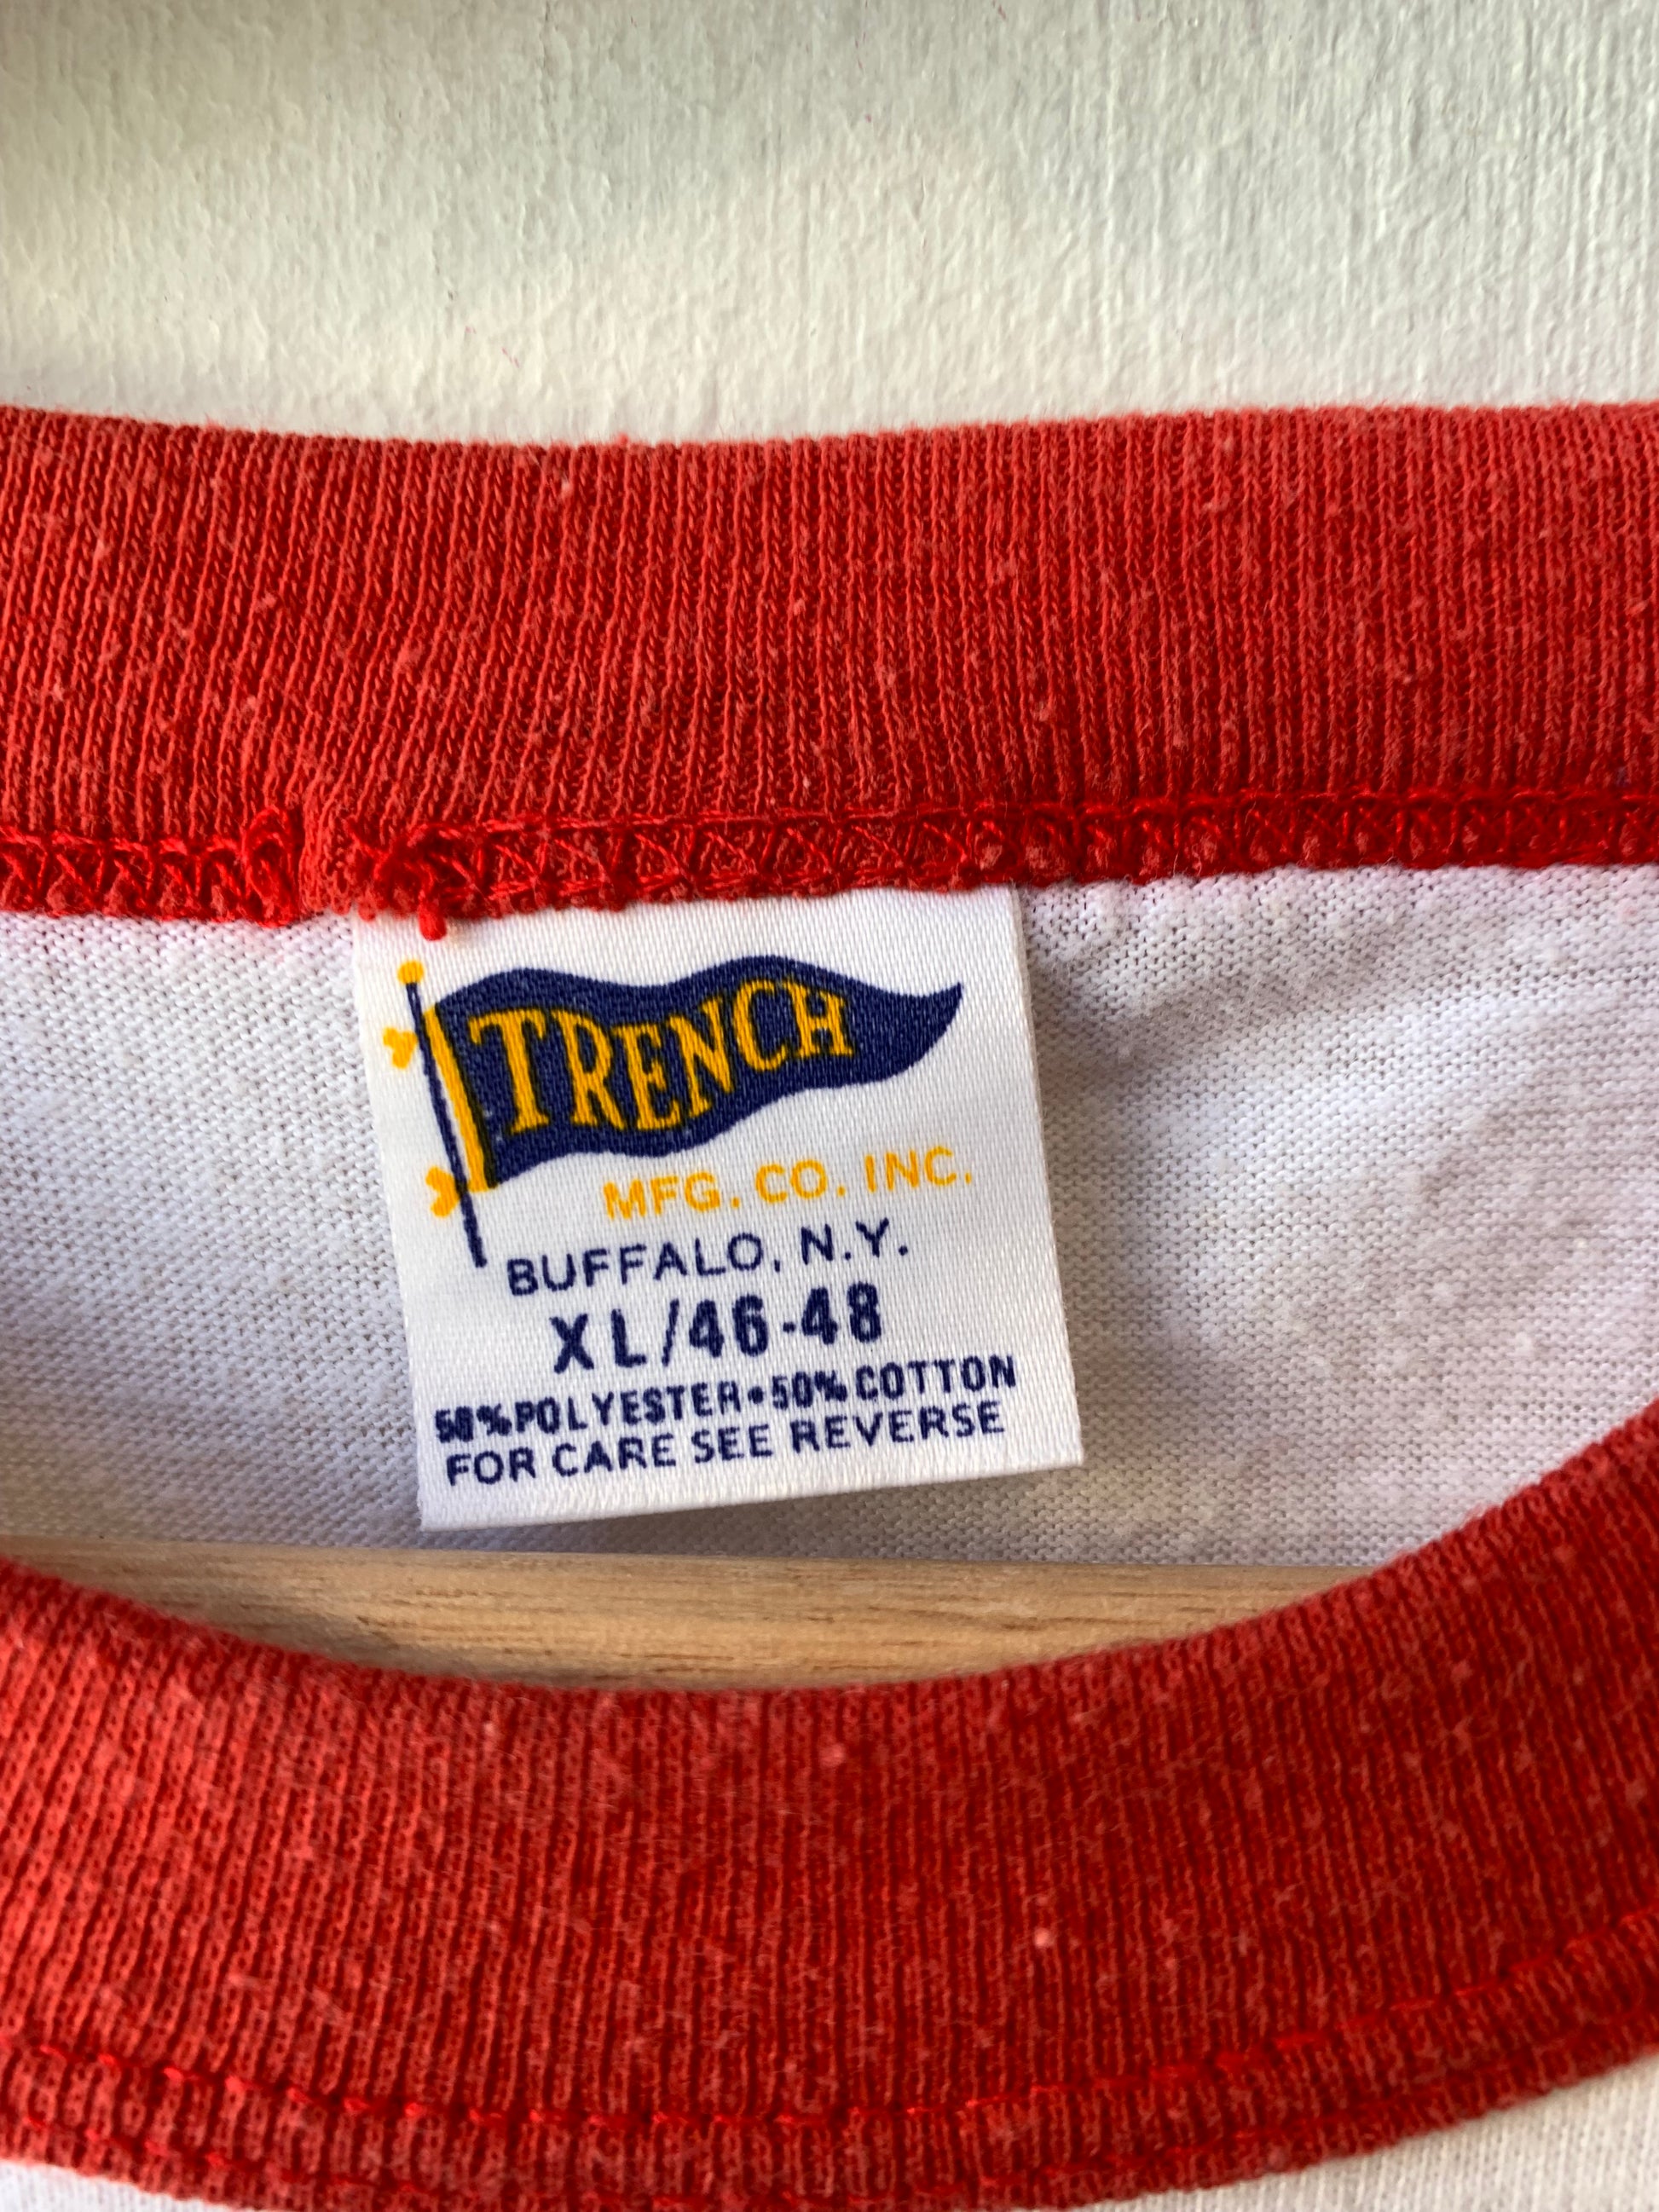 TRENCH
MFG. CO. INC.
BUFFALO, N.Y.
XL/46-48
50% POLYESTER • 50% COTTON
FOR CARE SEE REVERSE